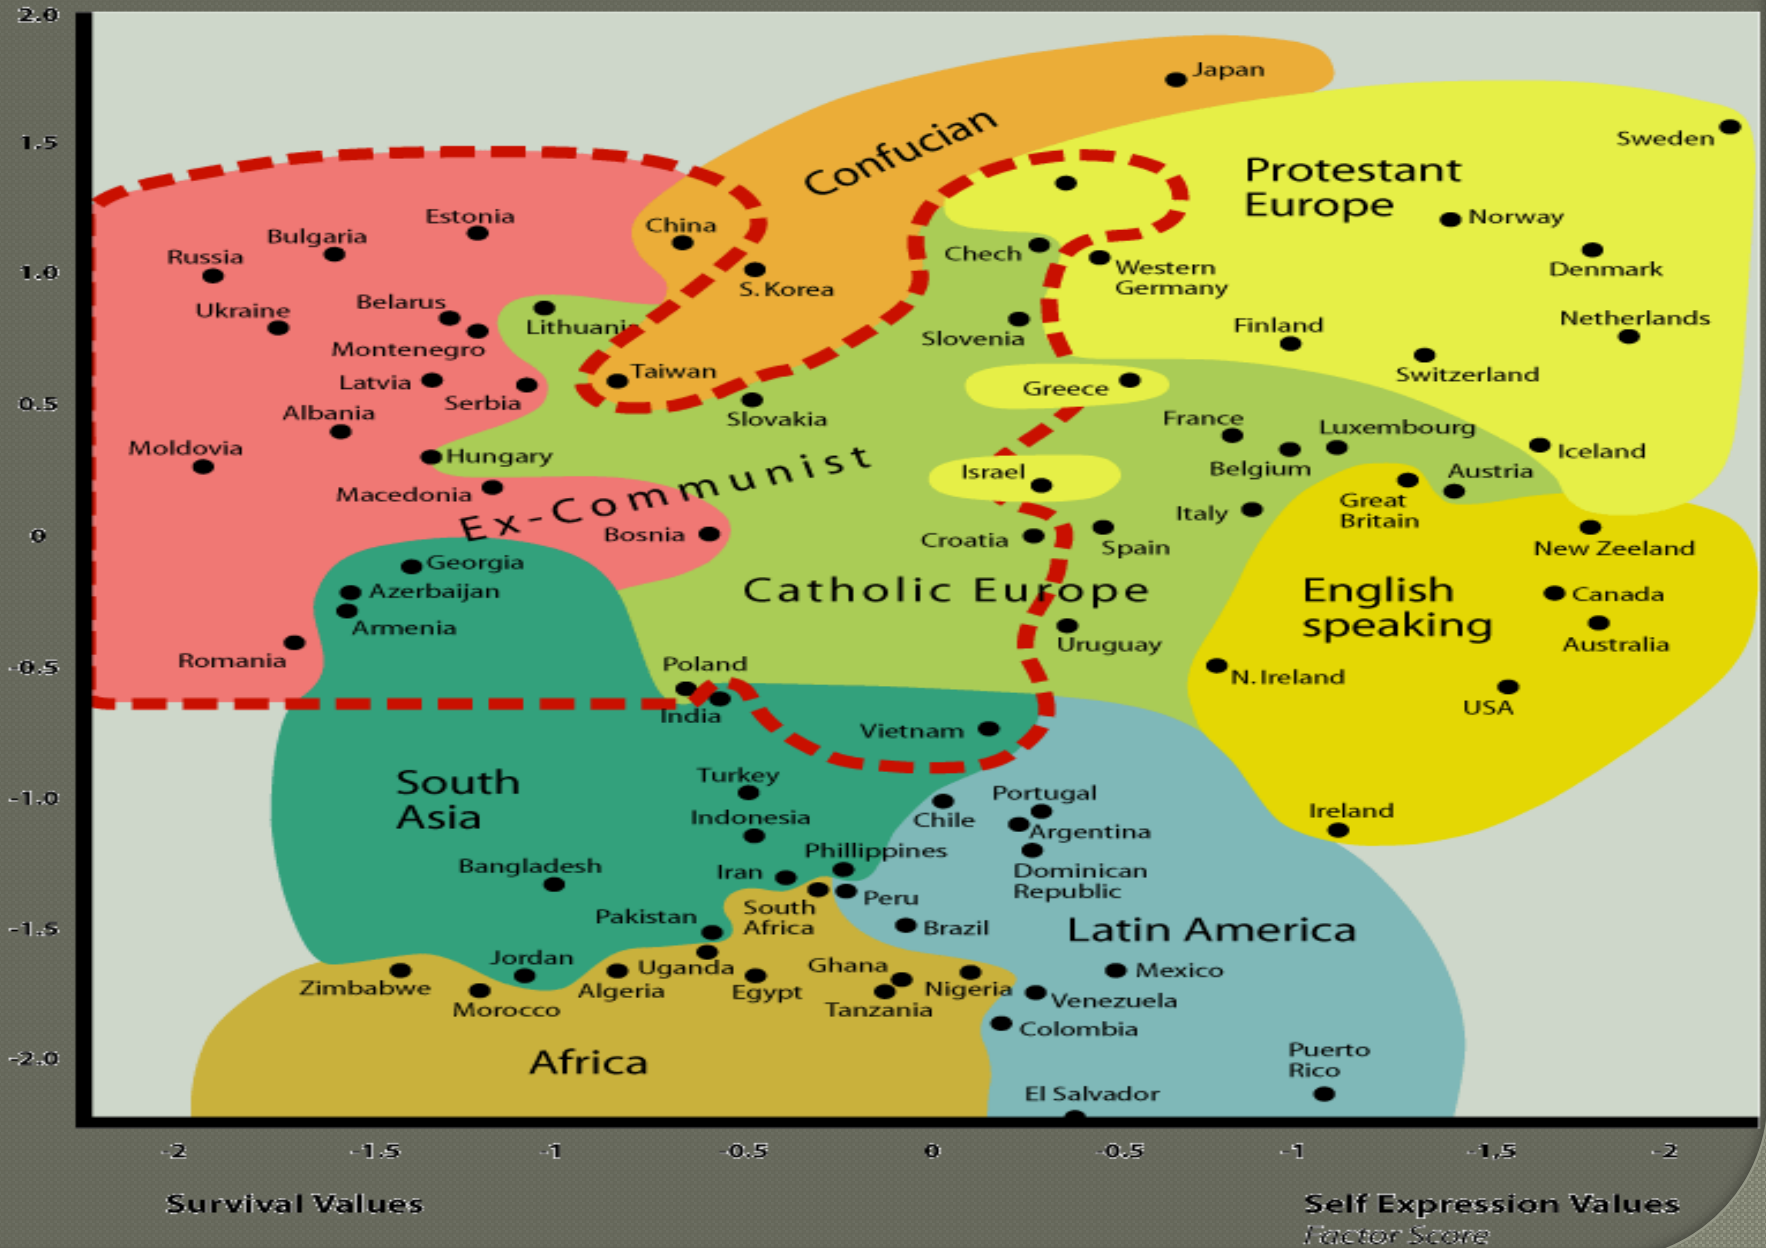 2.0
Japan
Confucian
1.5
Sweden
Protestant
Europe
Estonia
China
Norway
Bulgaria
Russia
Chech
1.0
Western
Germany
Denmark
S. Korea
Ukraine
Belarus
Lithuania
Montenegro
Slovenia
Finland
Netherlands
Latvia
Serbia
Taiwan
Greece
Switzerland
0.5
Albania
Slovakia
France
Luxembourg
Moldovia
Hungary
Belgium
Iceland
Ex-Communist
Israel
Austria
Macedonia
Great
Britain
Italy
0
Bosnia
Croatia
Spain
New Zeeland
Georgia
Azerbaijan
Armenia
Catholic Europe
English
speaking
Canada
Australia
Uruguay
-0.5
Romania
Poland
N. Ireland
India
USA
Vietnam
South
Asia
Turkey
-1.0
Portugal
Indonesia
Chile
Argentina
Ireland
Phillippines
Bangladesh
Iran
Dominican
Republic
Peru
South
Africa
Pakistan
-1.5
Brazil
Latin America
Jordan
Zimbabwe
Morocco
Algeria
Uganda
Egypt
Ghana
Tanzania
Nigeria
Mexico
Venezuela
Colombia
-2.0
Africa
Puerto
Rico
El Salvador
-2 -1.5 -1 -0.5 0 -0.5 -1 -1.5 -2
Survival Values
Self Expression Values
Factor Score